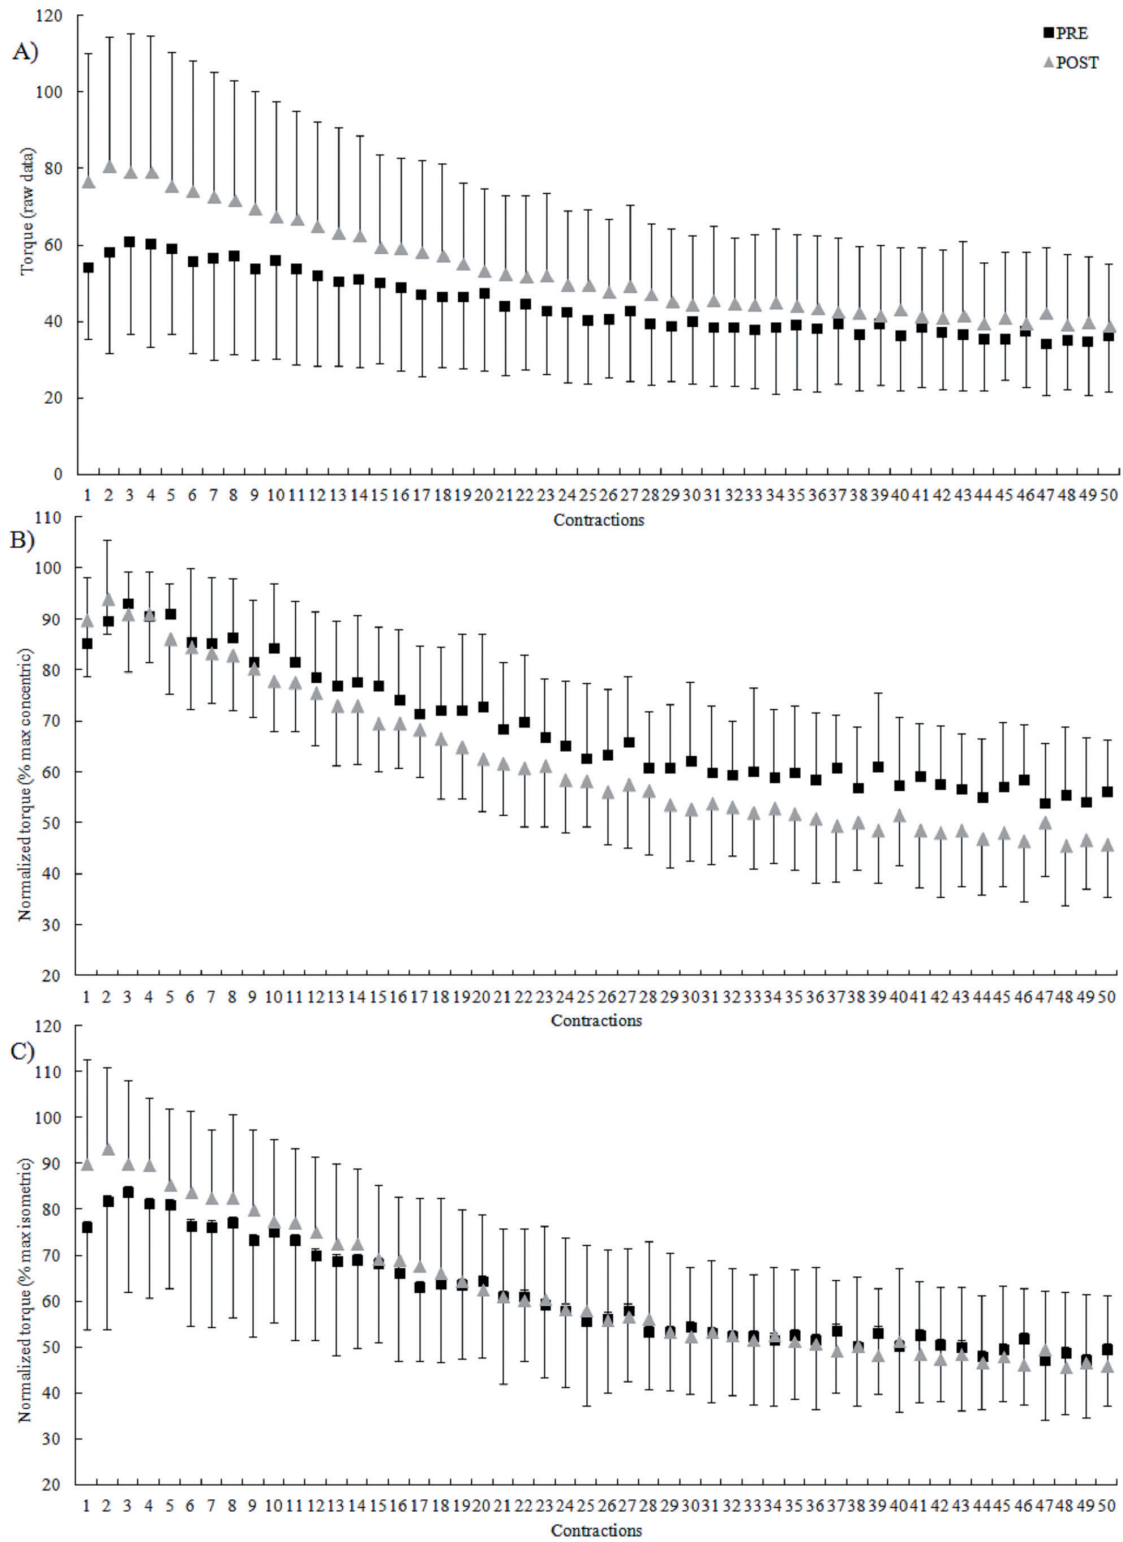 A)
Torque (raw data)
120
100
80
60
40
20
0
PRE
POST
1 2 3 4 5 6 7 8 9 10 11 12 13 14 15 16 17 18 19 20 21 22 23 24 25 26 27 28 29 30 31 32 33 34 35 36 37 38 39 40 41 42 43 44 45 46 47 48 49 50
Contractions
B)
Normalized torque (% max concentric)
110
100
90
80
70
60
50
40
30
20
1 2 3 4 5 6 7 8 9 10 11 12 13 14 15 16 17 18 19 20 21 22 23 24 25 26 27 28 29 30 31 32 33 34 35 36 37 38 39 40 41 42 43 44 45 46 47 48 49 50
Contractions
C)
Normalized torque (% max isometric)
120
110
100
90
80
70
60
50
40
30
20
1 2 3 4 5 6 7 8 9 10 11 12 13 14 15 16 17 18 19 20 21 22 23 24 25 26 27 28 29 30 31 32 33 34 35 36 37 38 39 40 41 42 43 44 45 46 47 48 49 50
Contractions